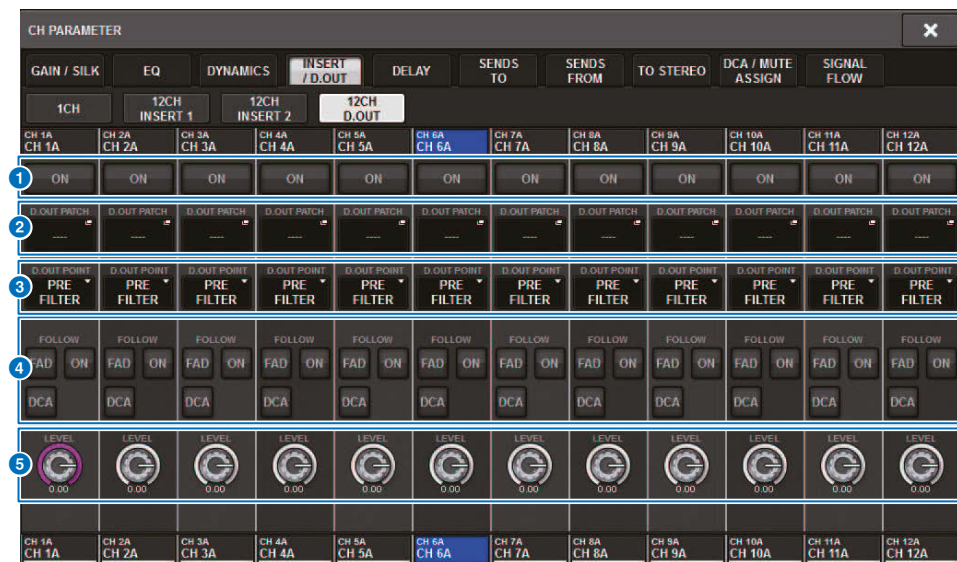 CH PARAMETER
GAIN / SILK EQ DYNAMICS INSERT / D.OUT DELAY SENDS TO SENDS FROM TO STEREO DCA / MUTE ASSIGN SIGNAL FLOW
1CH 12CH INSERT 1 12CH INSERT 2 12CH D.OUT
CH 1A CH 2A CH 3A CH 4A CH 5A CH 6A CH 7A CH 8A CH 9A CH 10A CH 11A CH 12A
CH 1A CH 2A CH 3A CH 4A CH 5A CH 6A CH 7A CH 8A CH 9A CH 10A CH 11A CH 12A
1 ON ON ON ON ON ON ON ON ON ON ON ON
D.OUT PATCH D.OUT PATCH D.OUT PATCH D.OUT PATCH D.OUT PATCH D.OUT PATCH D.OUT PATCH D.OUT PATCH D.OUT PATCH D.OUT PATCH D.OUT PATCH D.OUT PATCH
2 ---- ---- ---- ---- ---- ---- ---- ---- ---- ---- ---- ----
D.OUT POINT D.OUT POINT D.OUT POINT D.OUT POINT D.OUT POINT D.OUT POINT D.OUT POINT D.OUT POINT D.OUT POINT D.OUT POINT D.OUT POINT D.OUT POINT
3 PRE PRE PRE PRE PRE PRE PRE PRE PRE PRE PRE PRE
FILTER FILTER FILTER FILTER FILTER FILTER FILTER FILTER FILTER FILTER FILTER FILTER
FOLLOW FOLLOW FOLLOW FOLLOW FOLLOW FOLLOW FOLLOW FOLLOW FOLLOW FOLLOW FOLLOW FOLLOW
4 FAD ON FAD ON FAD ON FAD ON FAD ON FAD ON FAD ON FAD ON FAD ON FAD ON FAD ON FAD ON
DCA DCA DCA DCA DCA DCA DCA DCA DCA DCA DCA DCA
LEVEL LEVEL LEVEL LEVEL LEVEL LEVEL LEVEL LEVEL LEVEL LEVEL LEVEL LEVEL
5
0.00 0.00 0.00 0.00 0.00 0.00 0.00 0.00 0.00 0.00 0.00 0.00
CH 1A CH 2A CH 3A CH 4A CH 5A CH 6A CH 7A CH 8A CH 9A CH 10A CH 11A CH 12A
CH 1A CH 2A CH 3A CH 4A CH 5A CH 6A CH 7A CH 8A CH 9A CH 10A CH 11A CH 12A